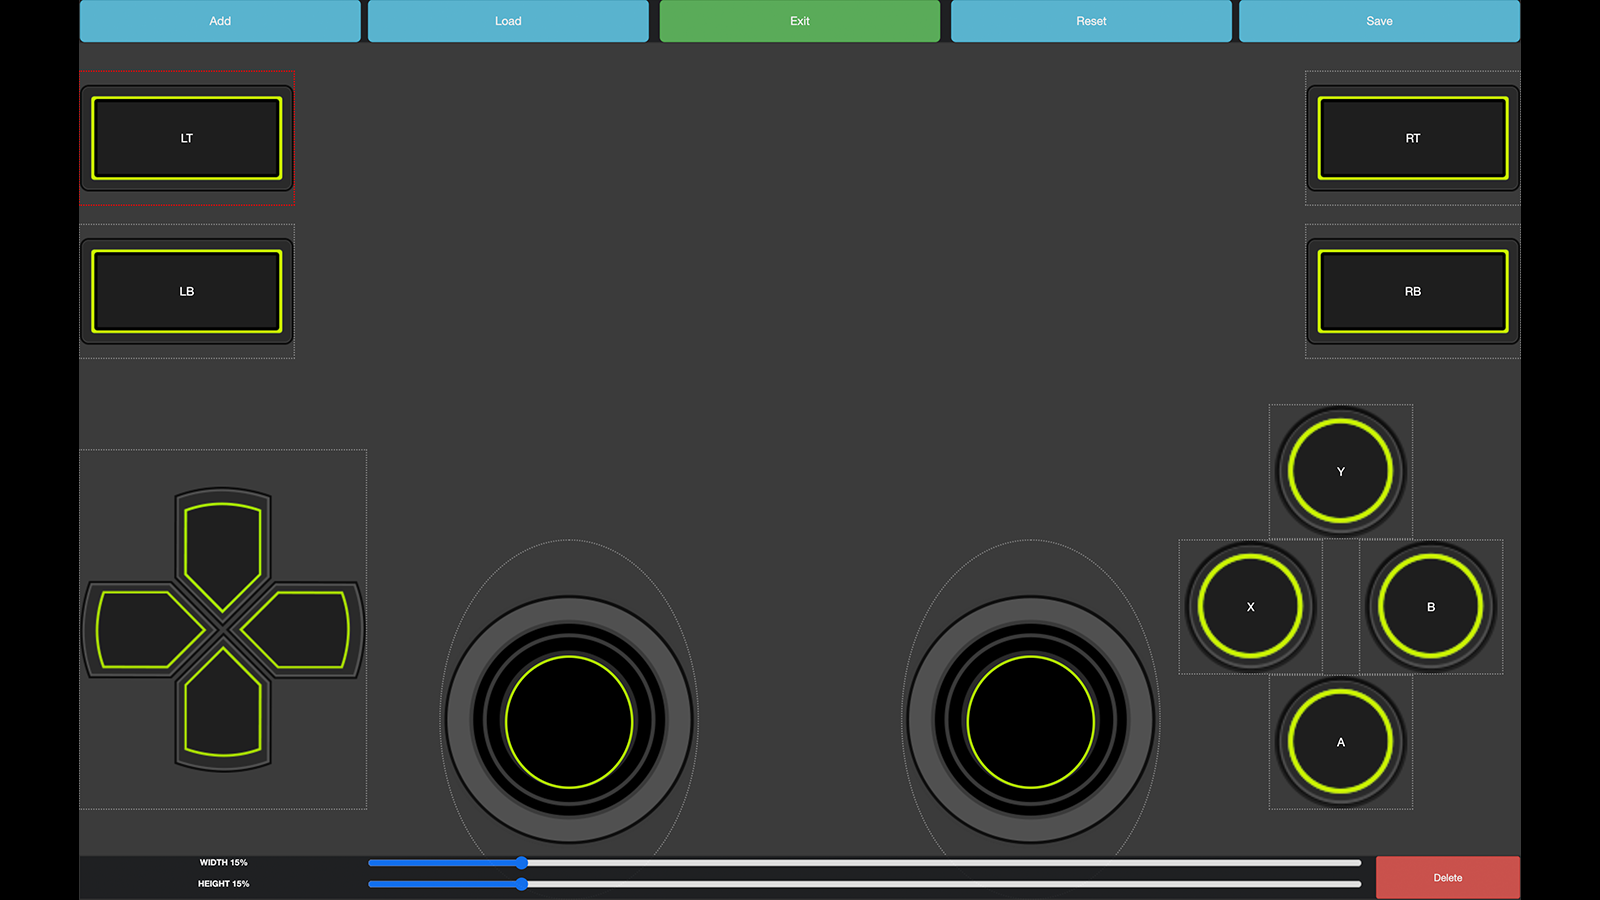 Add
Load
Exit
Reset
Save
LT
RT
LB
RB
Y
X
B
A
WIDTH 15%
HEIGHT 15%
Delete